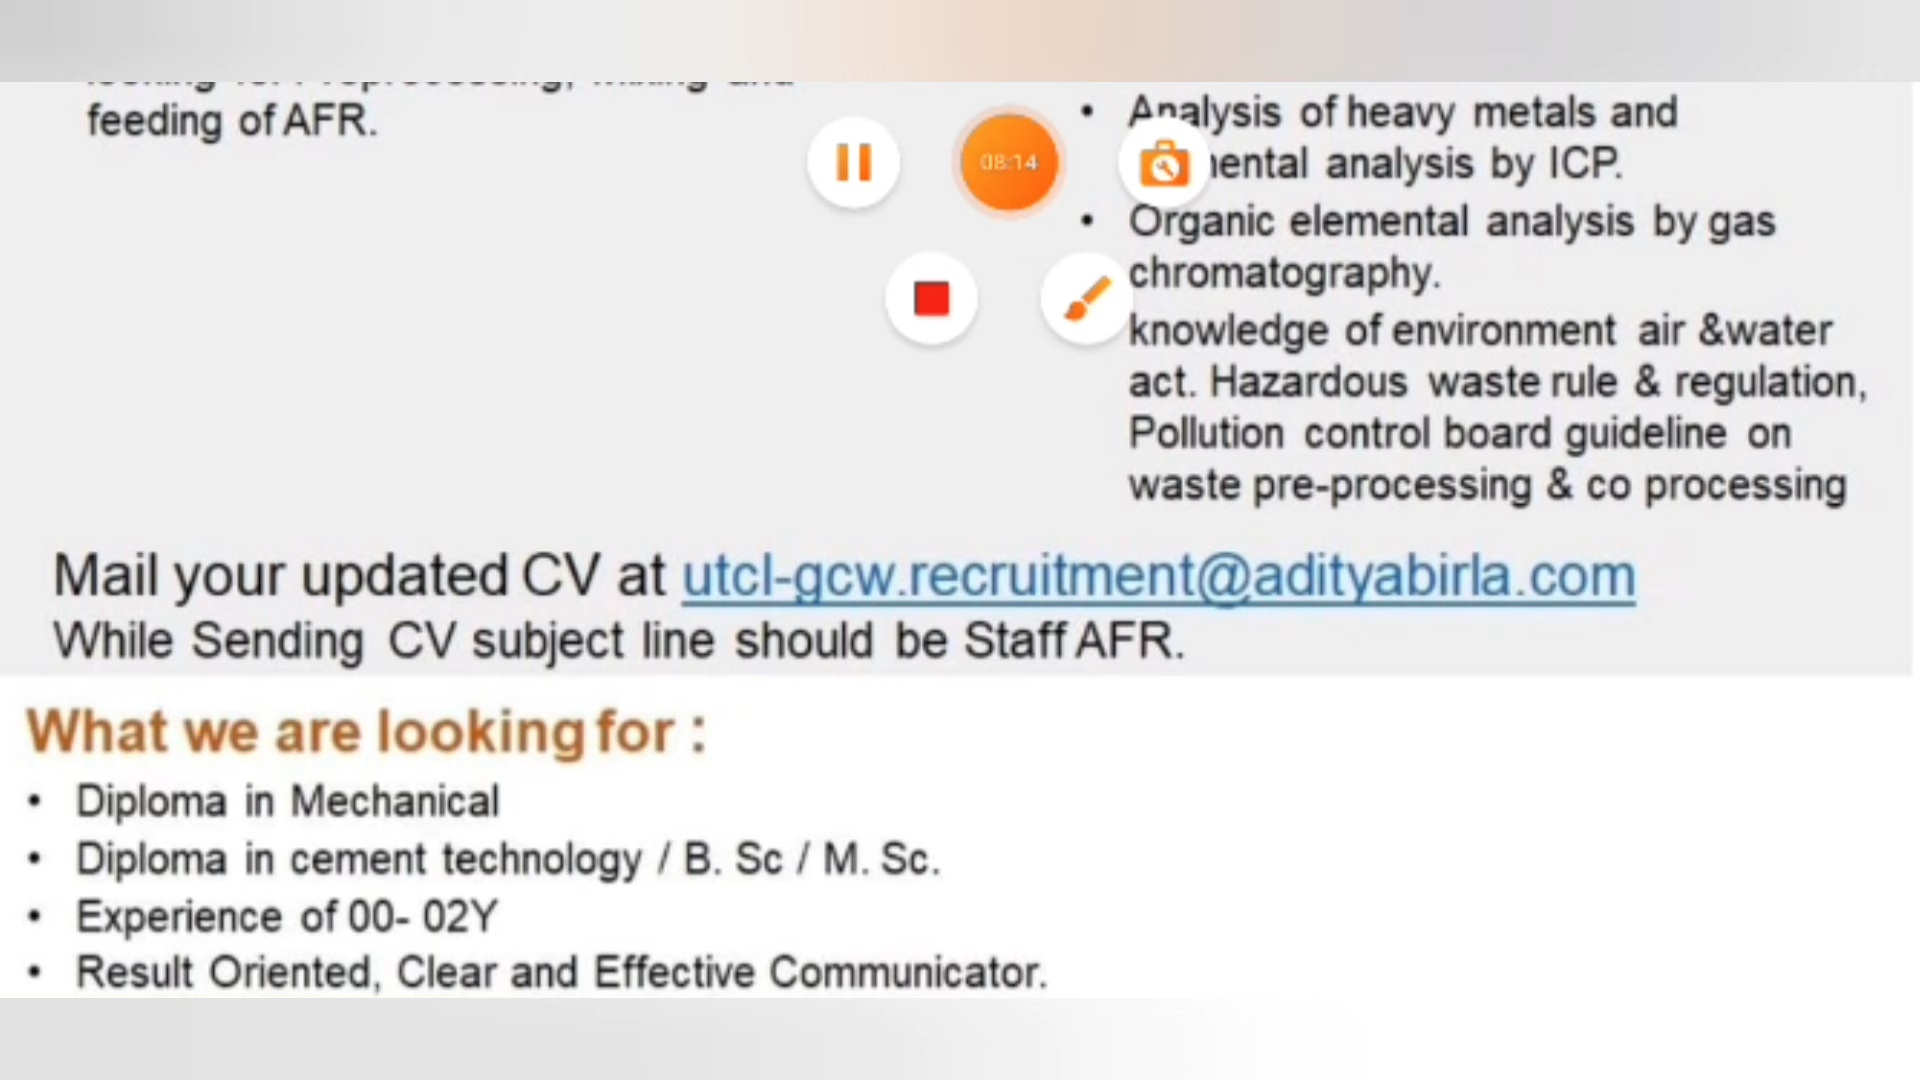 feeding of AFR.
08:14
• Analysis of heavy metals and
analysis by ICP.
• Organic elemental analysis by gas
chromatography.
knowledge of environment air &water
act. Hazardous waste rule & regulation,
Pollution control board guideline on
waste pre-processing & co processing
Mail your updated CV at utcl-gcw.recruitment@adityabirla.com
While Sending CV subject line should be Staff AFR.
What we are looking for :
• Diploma in Mechanical
• Diploma in cement technology / B. Sc / M. Sc.
• Experience of 00- 02Y
• Result Oriented, Clear and Effective Communicator.